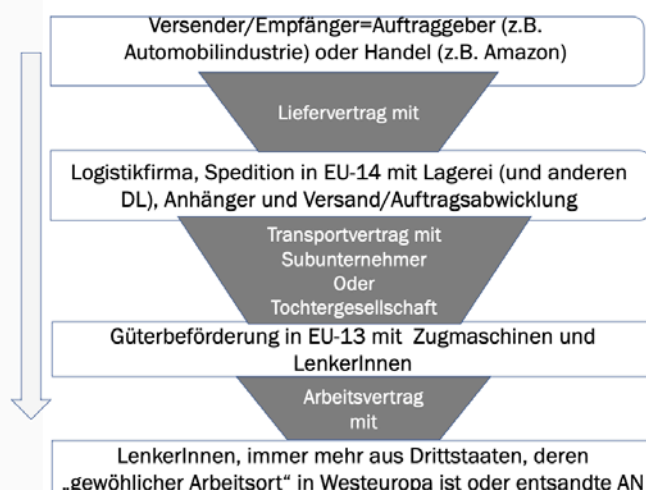 Versender/Empfänger=Auftraggeber (z.B.
Automobilindustrie) oder Handel (z.B. Amazon)
Liefervertrag mit
Logistikfirma, Spedition in EU-14 mit Lagerei (und anderen
DL), Anhänger und Versand/Auftragsabwicklung
Transportvertrag mit
Subunternehmer
Oder
Tochtergesellschaft
Güterbeförderung in EU-13 mit Zugmaschinen und
LenkerInnen
Arbeitsvertrag
mit
LenkerInnen, immer mehr aus Drittstaaten, deren
„gewöhlicher Arbeitsort“ in Westeuropa ist oder entsandte AN